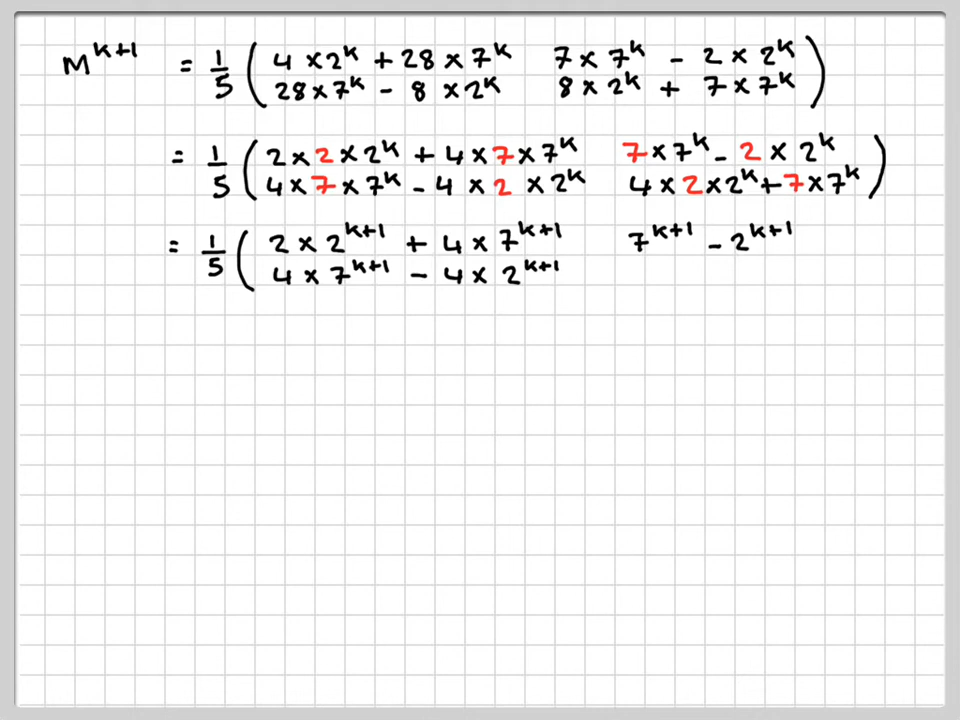 M^{k+1} = 1/5 ( 4 × 2^k + 28 × 7^k   7 × 7^k - 2 × 2^k
28 × 7^k - 8 × 2^k   8 × 2^k + 7 × 7^k )
= 1/5 ( 2 × 2 × 2^k + 4 × 7 × 7^k   7 × 7^k - 2 × 2^k
4 × 7 × 7^k - 4 × 2 × 2^k   4 × 2 × 2^k + 7 × 7^k )
= 1/5 ( 2 × 2^{k+1} + 4 × 7^{k+1}   7^{k+1} - 2^{k+1}
4 × 7^{k+1} - 4 × 2^{k+1}